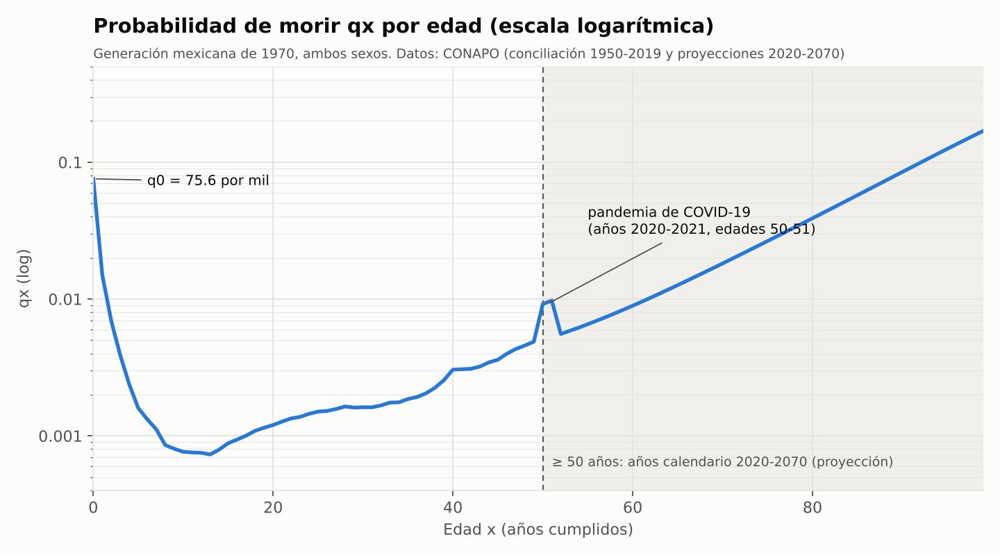 Probabilidad de morir qx por edad (escala logarítmica)
Generación mexicana de 1970, ambos sexos. Datos: CONAPO (conciliación 1950-2019 y proyecciones 2020-2070)
0.1
q0 = 75.6 por mil
pandemia de COVID-19
(años 2020-2021, edades 50-51)
qx (log)
0.01
0.001
≥ 50 años: años calendario 2020-2070 (proyección)
0 20 40 60 80
Edad x (años cumplidos)